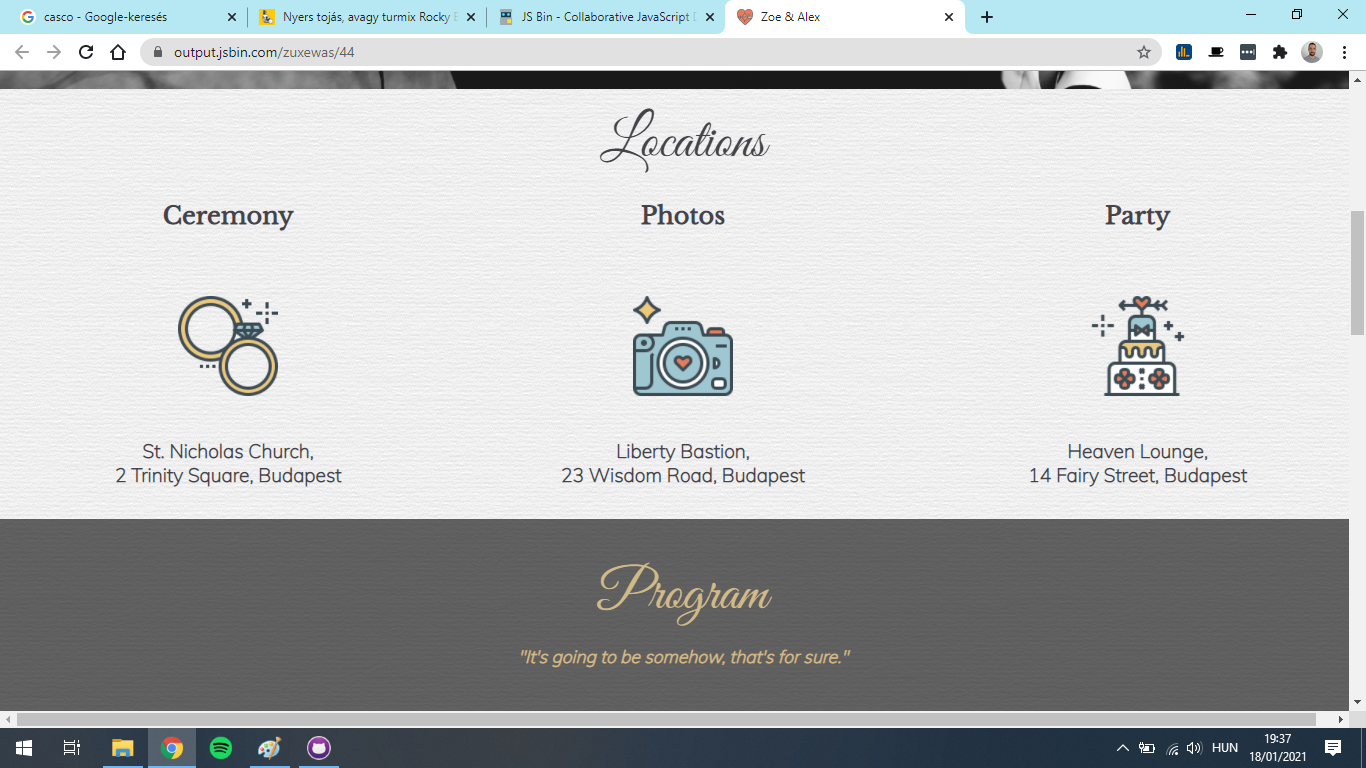 casco - Google-keresés
Nyers tojás, avagy turmix Rocky
JS Bin - Collaborative JavaScript
Zoe & Alex
output.jsbin.com/zuxewas/44
Locations
Ceremony
Photos
Party
St. Nicholas Church,
2 Trinity Square, Budapest
Liberty Bastion,
23 Wisdom Road, Budapest
Heaven Lounge,
14 Fairy Street, Budapest
Program
"It's going to be somehow, that's for sure."
HUN
19:37
18/01/2021